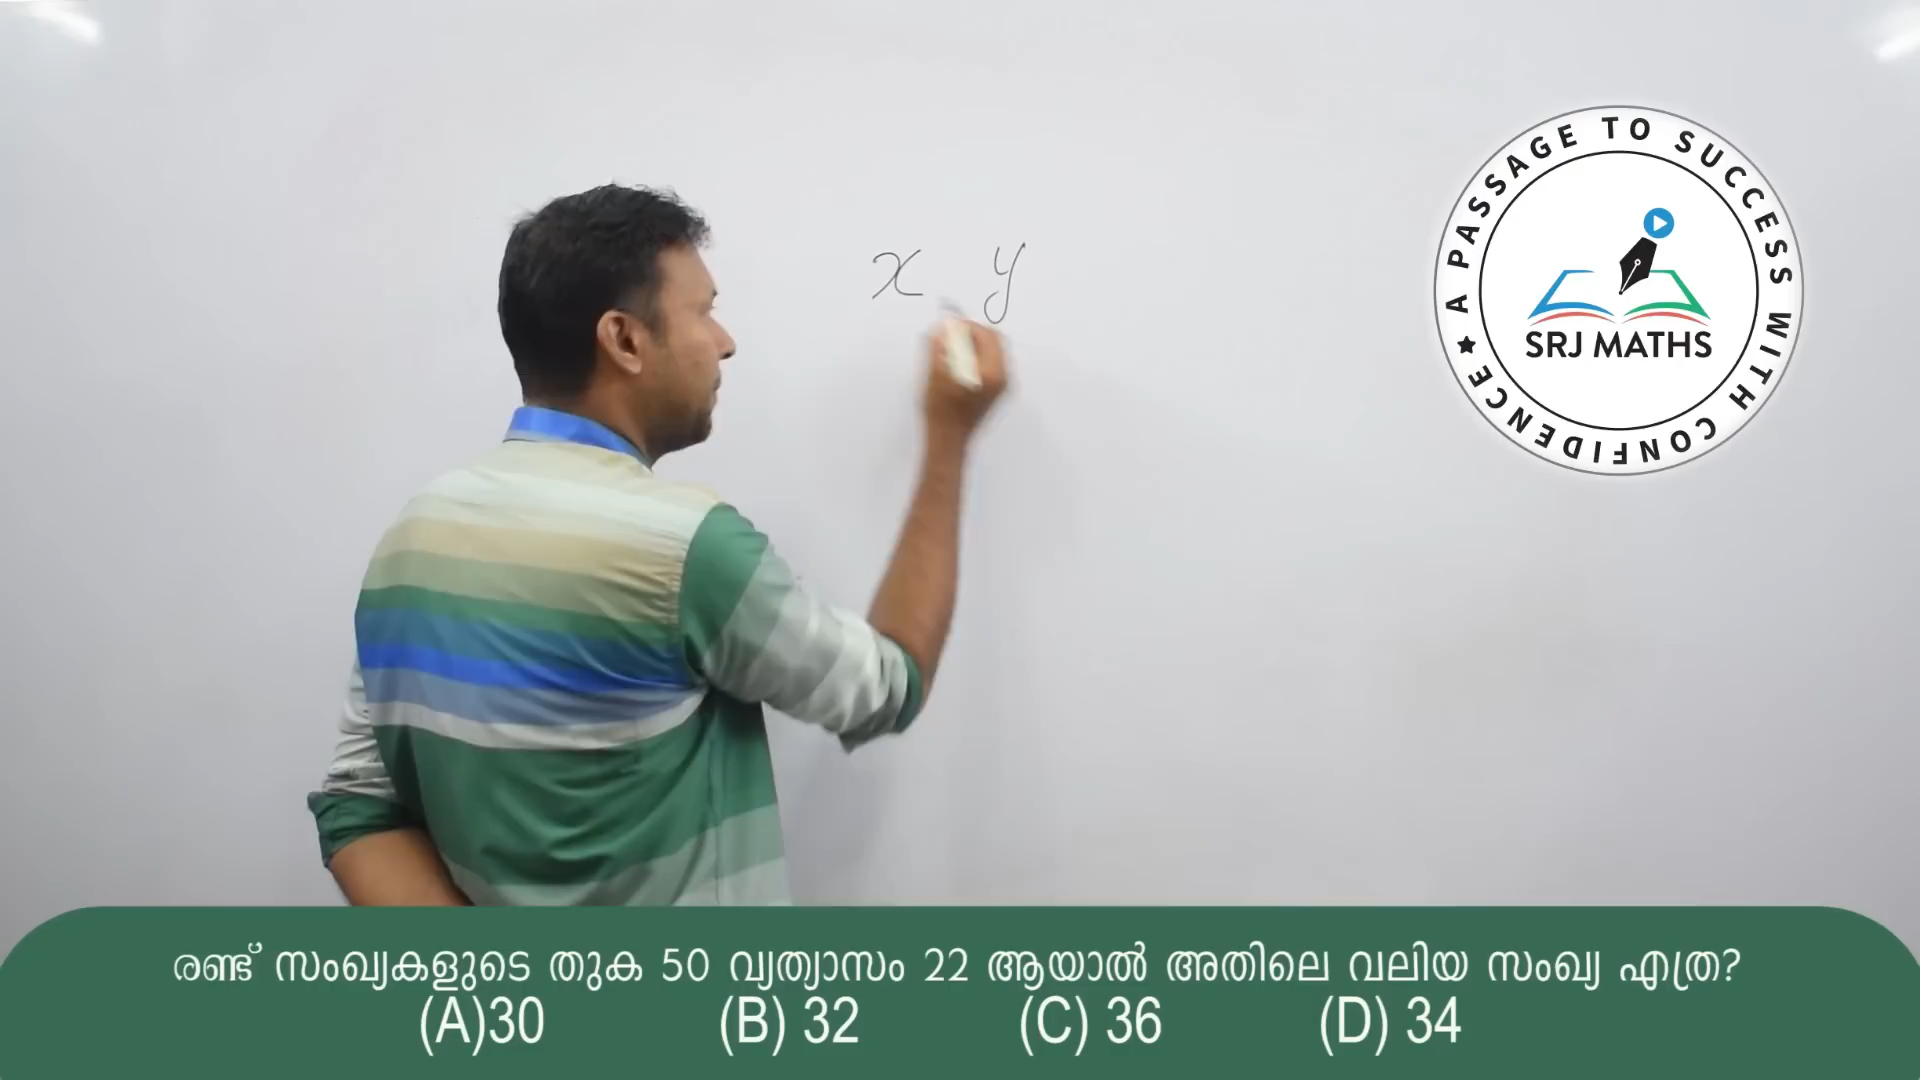 x y
A PASSAGE TO SUCCESS WITH CONFIDENCE ★
SRJ MATHS
രണ്ട് സംഖ്യകളുടെ തുക 50 വ്യത്യാസം 22 ആയാൽ അതിലെ വലിയ സംഖ്യ എത്ര?
(A)30 (B) 32 (C) 36 (D) 34